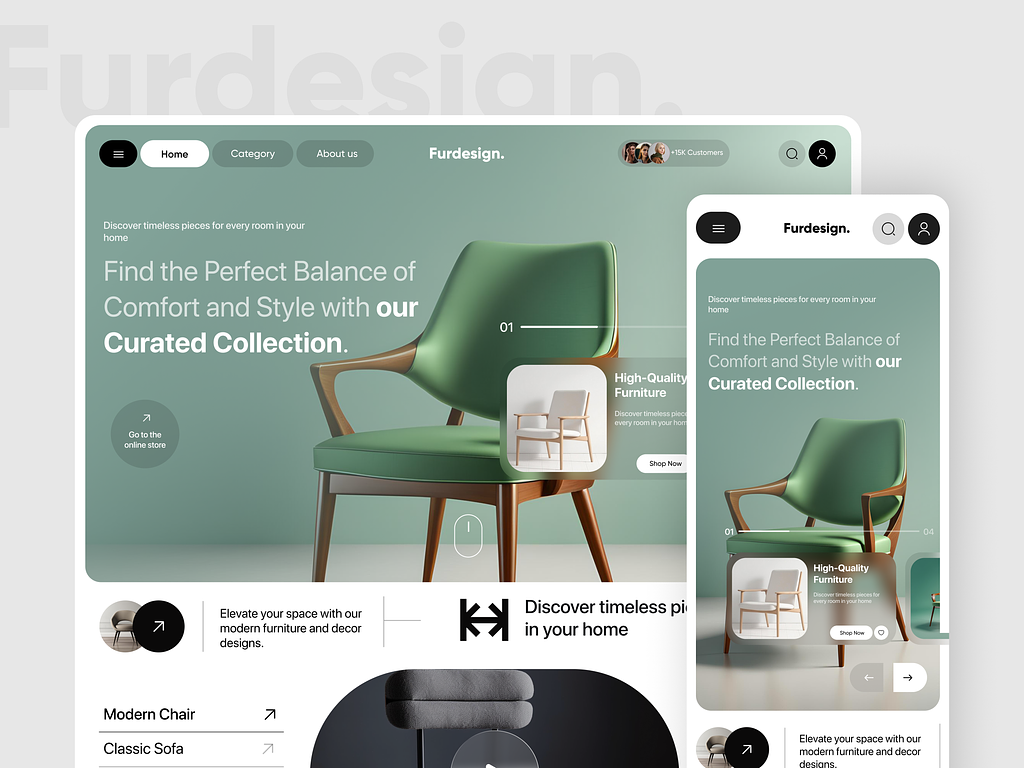 Furdesign.
Home
Category
About us
Furdesign.
+15K Customers
Discover timeless pieces for every room in your
home
Find the Perfect Balance of
Comfort and Style with our
Curated Collection.
Go to the
online store
01
High-Quality
Furniture
Discover timeless
every room in your hom
Shop Now
Elevate your space with our
modern furniture and decor
designs.
Discover timeless pi
in your home
Modern Chair
Classic Sofa
Furdesign.
Discover timeless pieces for every room in your
home
Find the Perfect Balance of
Comfort and Style with our
Curated Collection.
01
04
High-Quality
Furniture
Discover timeless pieces for
every room in your home
Shop Now
Elevate your space with our
modern furniture and decor
designs.